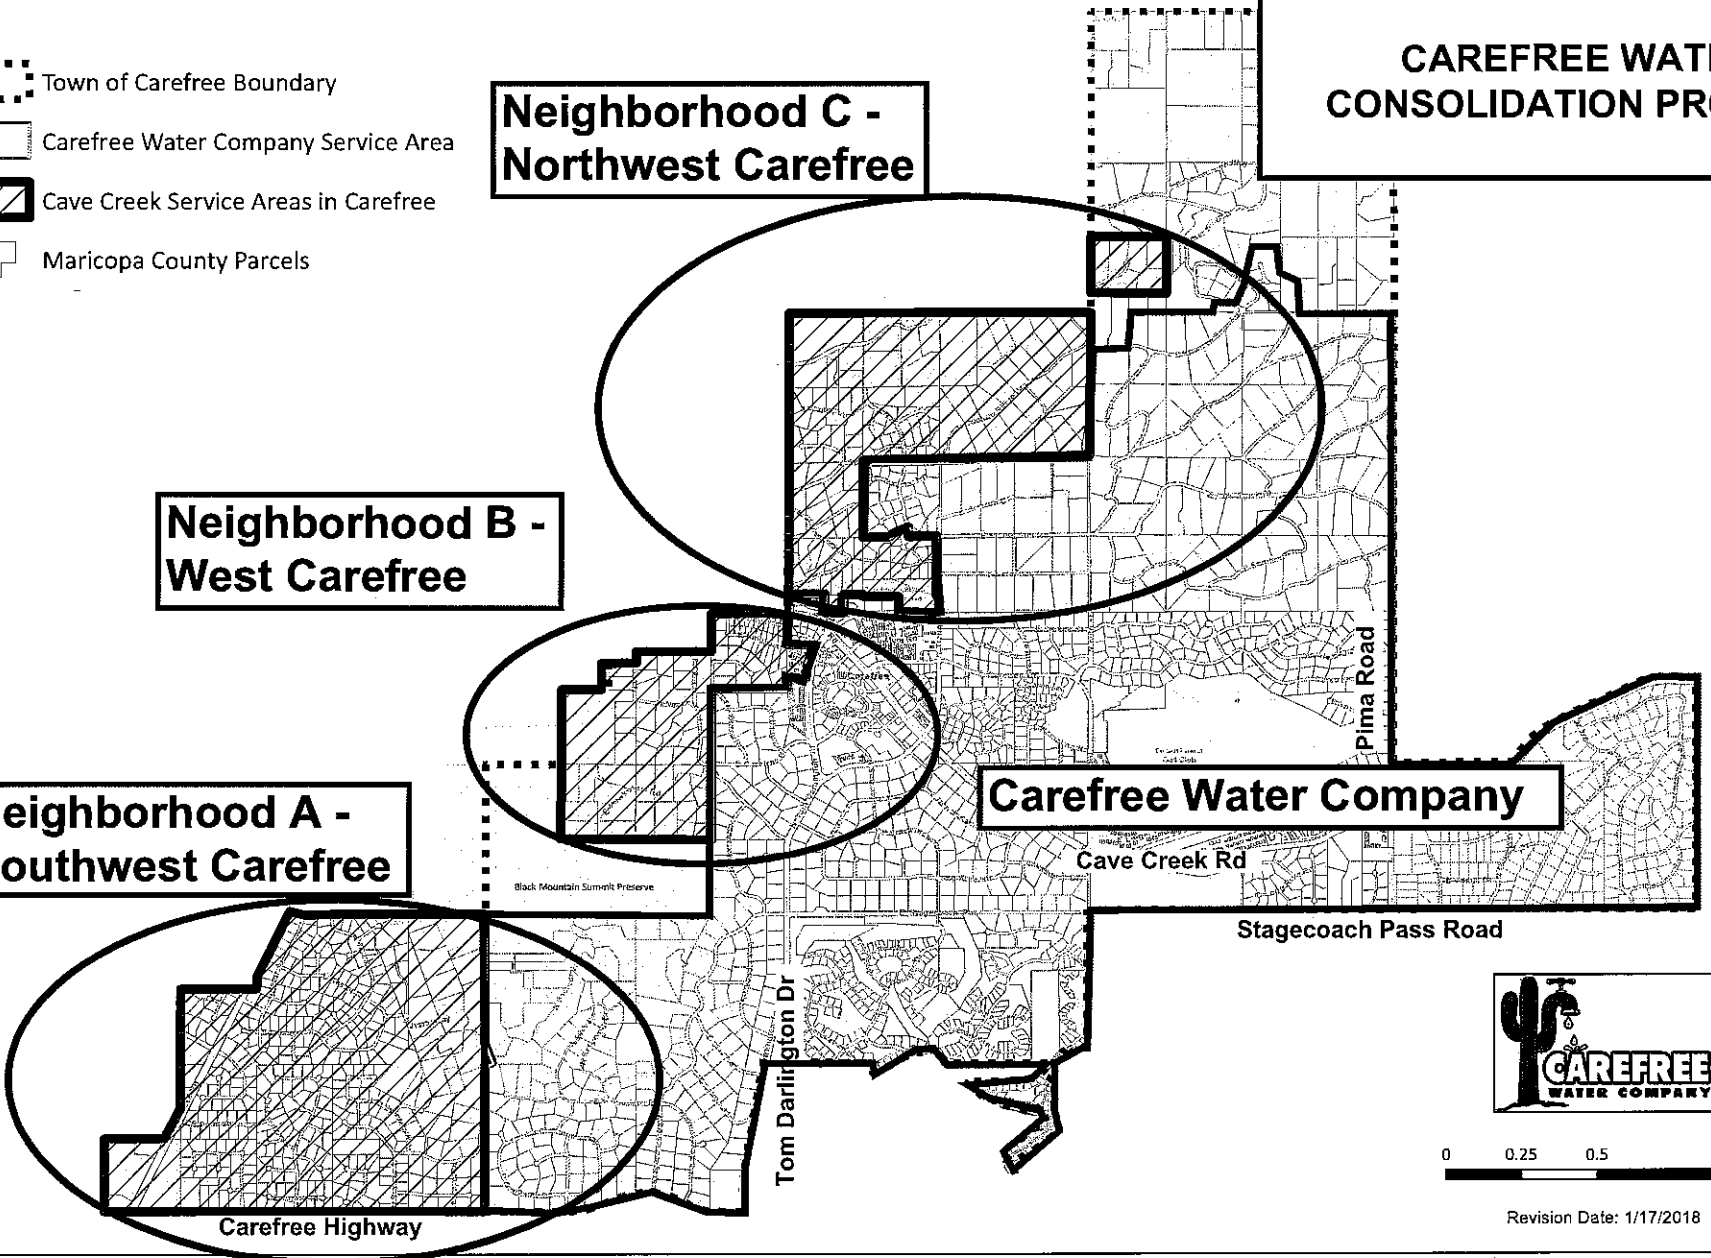 CAREFREE WAT
CONSOLIDATION PR
Town of Carefree Boundary
Carefree Water Company Service Area
Cave Creek Service Areas in Carefree
Maricopa County Parcels
Neighborhood C -
Northwest Carefree
Neighborhood B -
West Carefree
eighborhood A -
outhwest Carefree
Pima Road
Carefree Water Company
Cave Creek Rd
Black Mountain Summit Preserve
Stagecoach Pass Road
Tom Darlington Dr
CAREFREE
WATER COMPANY
0 0.25 0.5
Carefree Highway
Revision Date: 1/17/2018